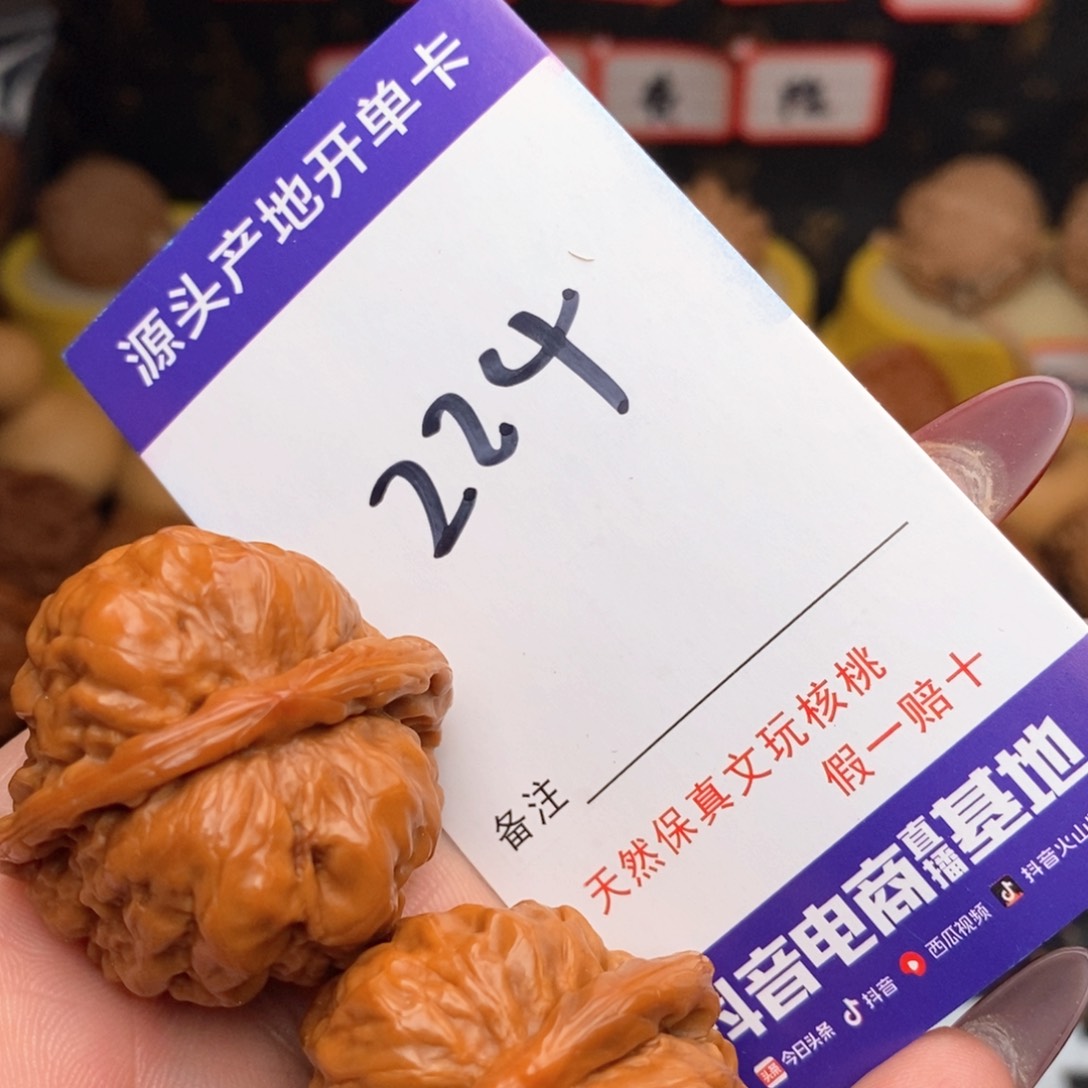 源头产地开单卡
224
备注
天然保真文玩核桃
假一赔十
抖音电商直播基地
头条 今日头条 抖音 西瓜视频 抖音火山